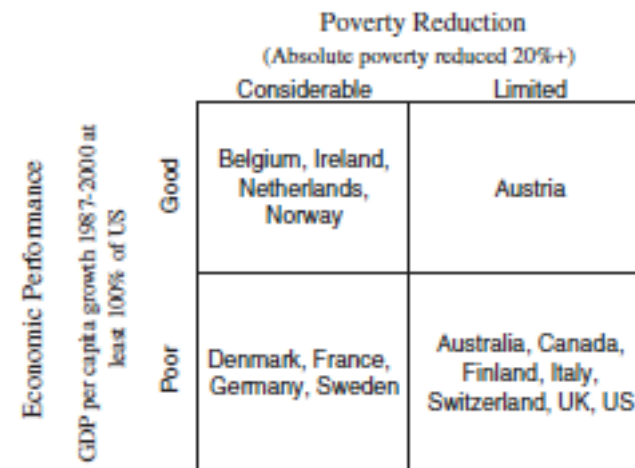 Poverty Reduction
(Absolute poverty reduced 20%+)
Considerable
Limited
Economic Performance
GDP per capita growth 1987-2000 at
least 100% of US
Good
Belgium, Ireland,
Netherlands,
Norway
Austria
Poor
Denmark, France,
Germany, Sweden
Australia, Canada,
Finland, Italy,
Switzerland, UK, US